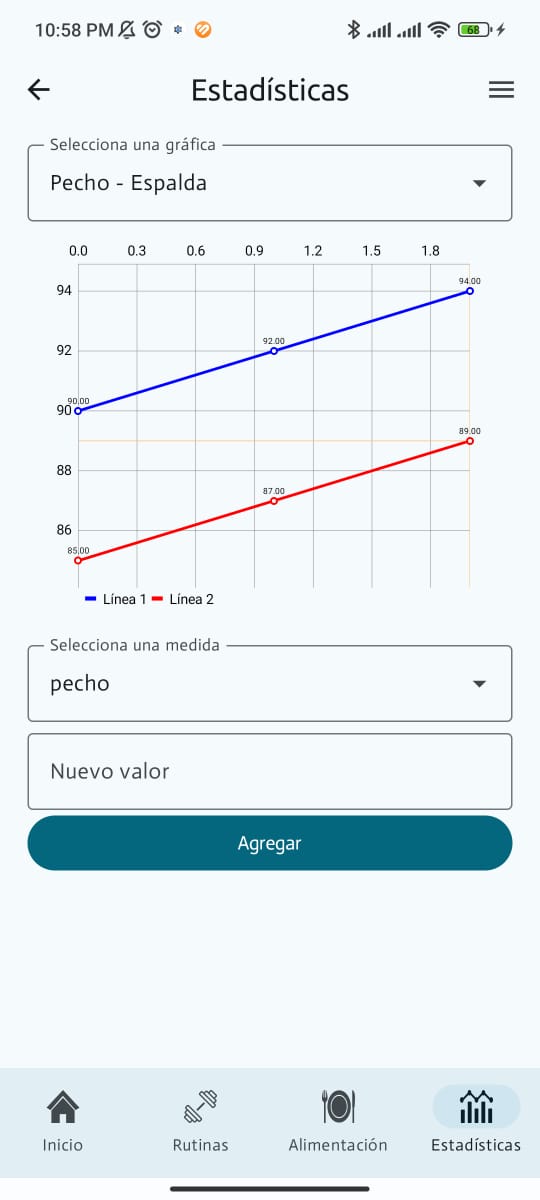 10:58 PM 68
Estadísticas
Selecciona una gráfica
Pecho - Espalda
0.0 0.3 0.6 0.9 1.2 1.5 1.8
94.00
94
92.00
92
90.00
90
89.00
88
87.00
86
85.00
Línea 1 Línea 2
Selecciona una medida
pecho
Nuevo valor
Agregar
Inicio Rutinas Alimentación Estadísticas